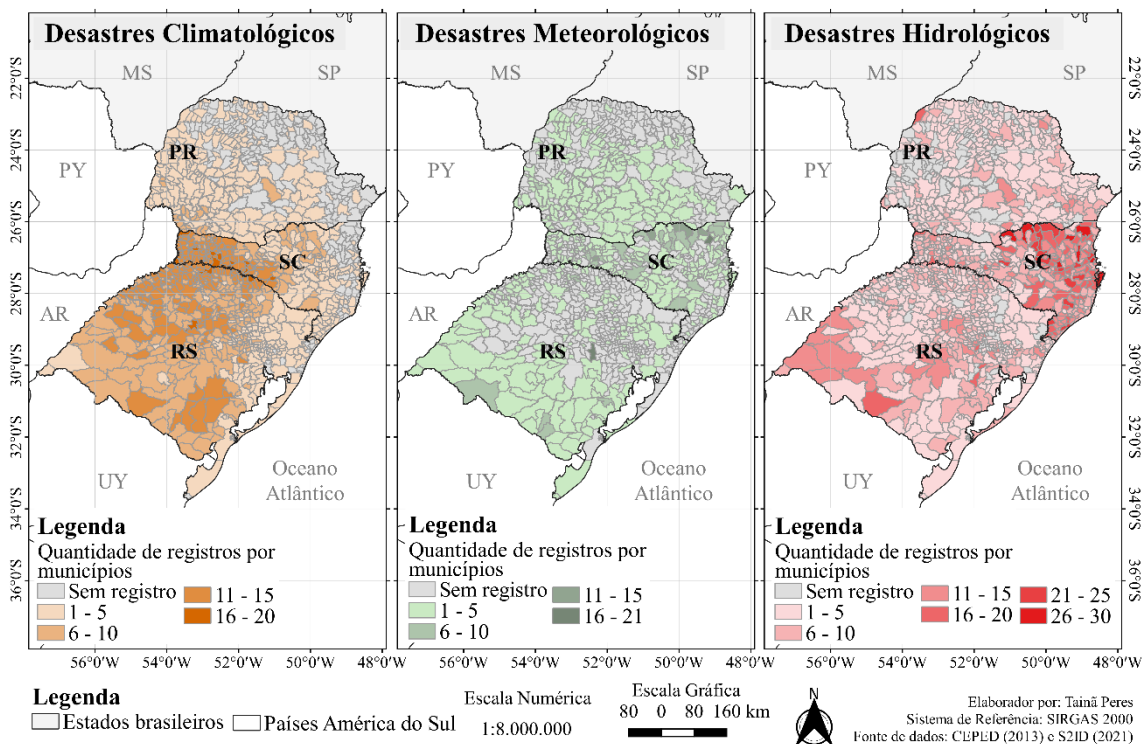 Desastres Climatológicos
MS
SP
PR
PY
SC
AR
RS
UY
Oceano
Atlântico
22°0'S
24°0'S
26°0'S
28°0'S
30°0'S
32°0'S
34°0'S
36°0'S
Legenda
Quantidade de registros por
municípios
Sem registro
1 - 5
6 - 10
11 - 15
16 - 20
56°0'W 54°0'W 52°0'W 50°0'W 48°0'W
Desastres Meteorológicos
MS
SP
PR
PY
SC
AR
RS
UY
Oceano
Atlântico
Legenda
Quantidade de registros por
municípios
Sem registro
1 - 5
6 - 10
11 - 15
16 - 21
56°0'W 54°0'W 52°0'W 50°0'W 48°0'W
Desastres Hidrológicos
MS
SP
PR
PY
SC
AR
RS
UY
Oceano
Atlântico
22°0'S
24°0'S
26°0'S
28°0'S
30°0'S
32°0'S
34°0'S
36°0'S
Legenda
Quantidade de registros por
municípios
Sem registro
1 - 5
6 - 10
11 - 15
16 - 20
21 - 25
26 - 30
56°0'W 54°0'W 52°0'W 50°0'W 48°0'W
Legenda
Estados brasileiros
Países América do Sul
Escala Numérica
1:8.000.000
Escala Gráfica
80 0 80 160 km
N
Elaborador por: Tainã Peres
Sistema de Referência: SIRGAS 2000
Fonte de dados: CEPED (2013) e S2ID (2021)